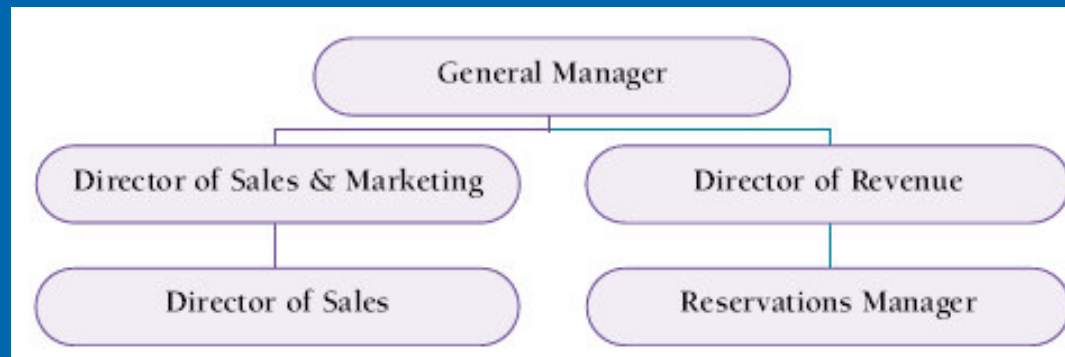 General Manager
Director of Sales & Marketing
Director of Revenue
Director of Sales
Reservations Manager